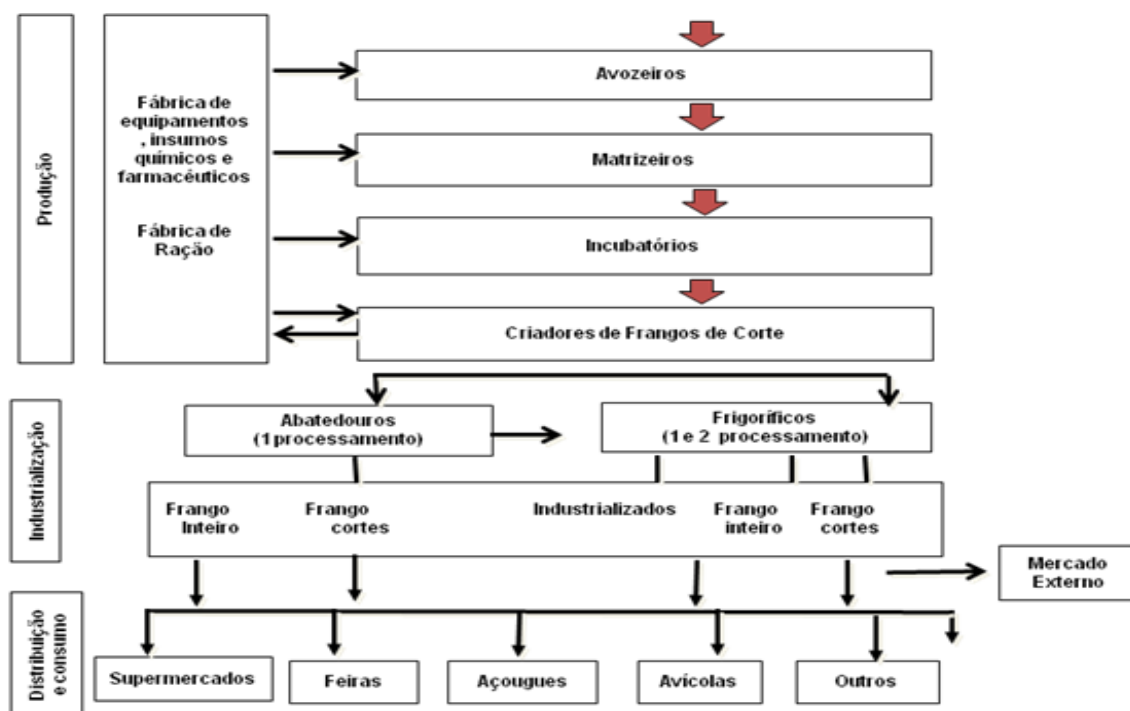 Produção
Fábrica de
equipamentos
, insumos
químicos e
farmacéuticos
Fábrica de
Ração
Avozeiros
Matrizeiros
Incubatórios
Criadores de Frangos de Corte
Industrialização
Abatedouros
(1 processamento)
Frigoríficos
(1 e 2 processamento)
Frango
Inteiro
Frango
cortes
Industrializados
Frango
inteiro
Frango
cortes
Mercado
Externo
Distribuição
e consumo
Supermercados
Feiras
Açougues
Avícolas
Outros